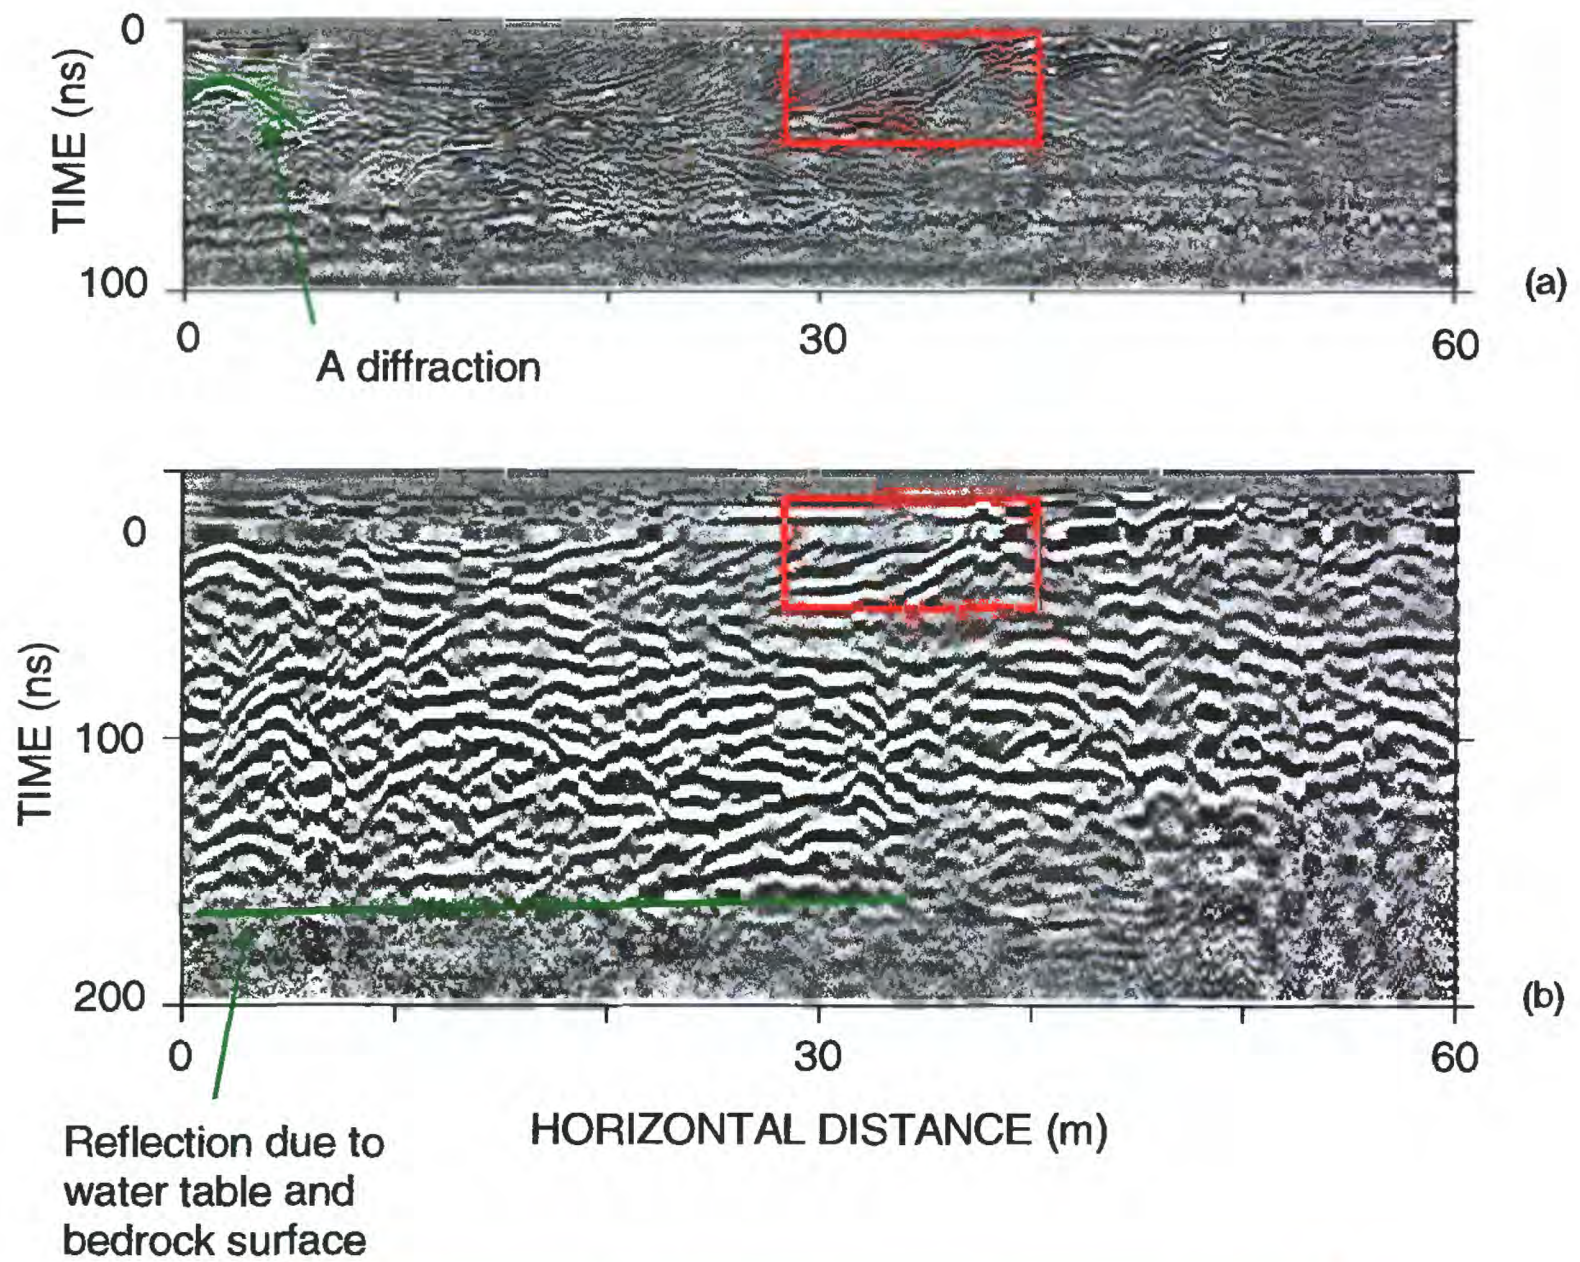 0
TIME (ns)
100
(a)
0
30
60
A diffraction
0
TIME (ns)
100
200
(b)
0
30
60
HORIZONTAL DISTANCE (m)
Reflection due to
water table and
bedrock surface